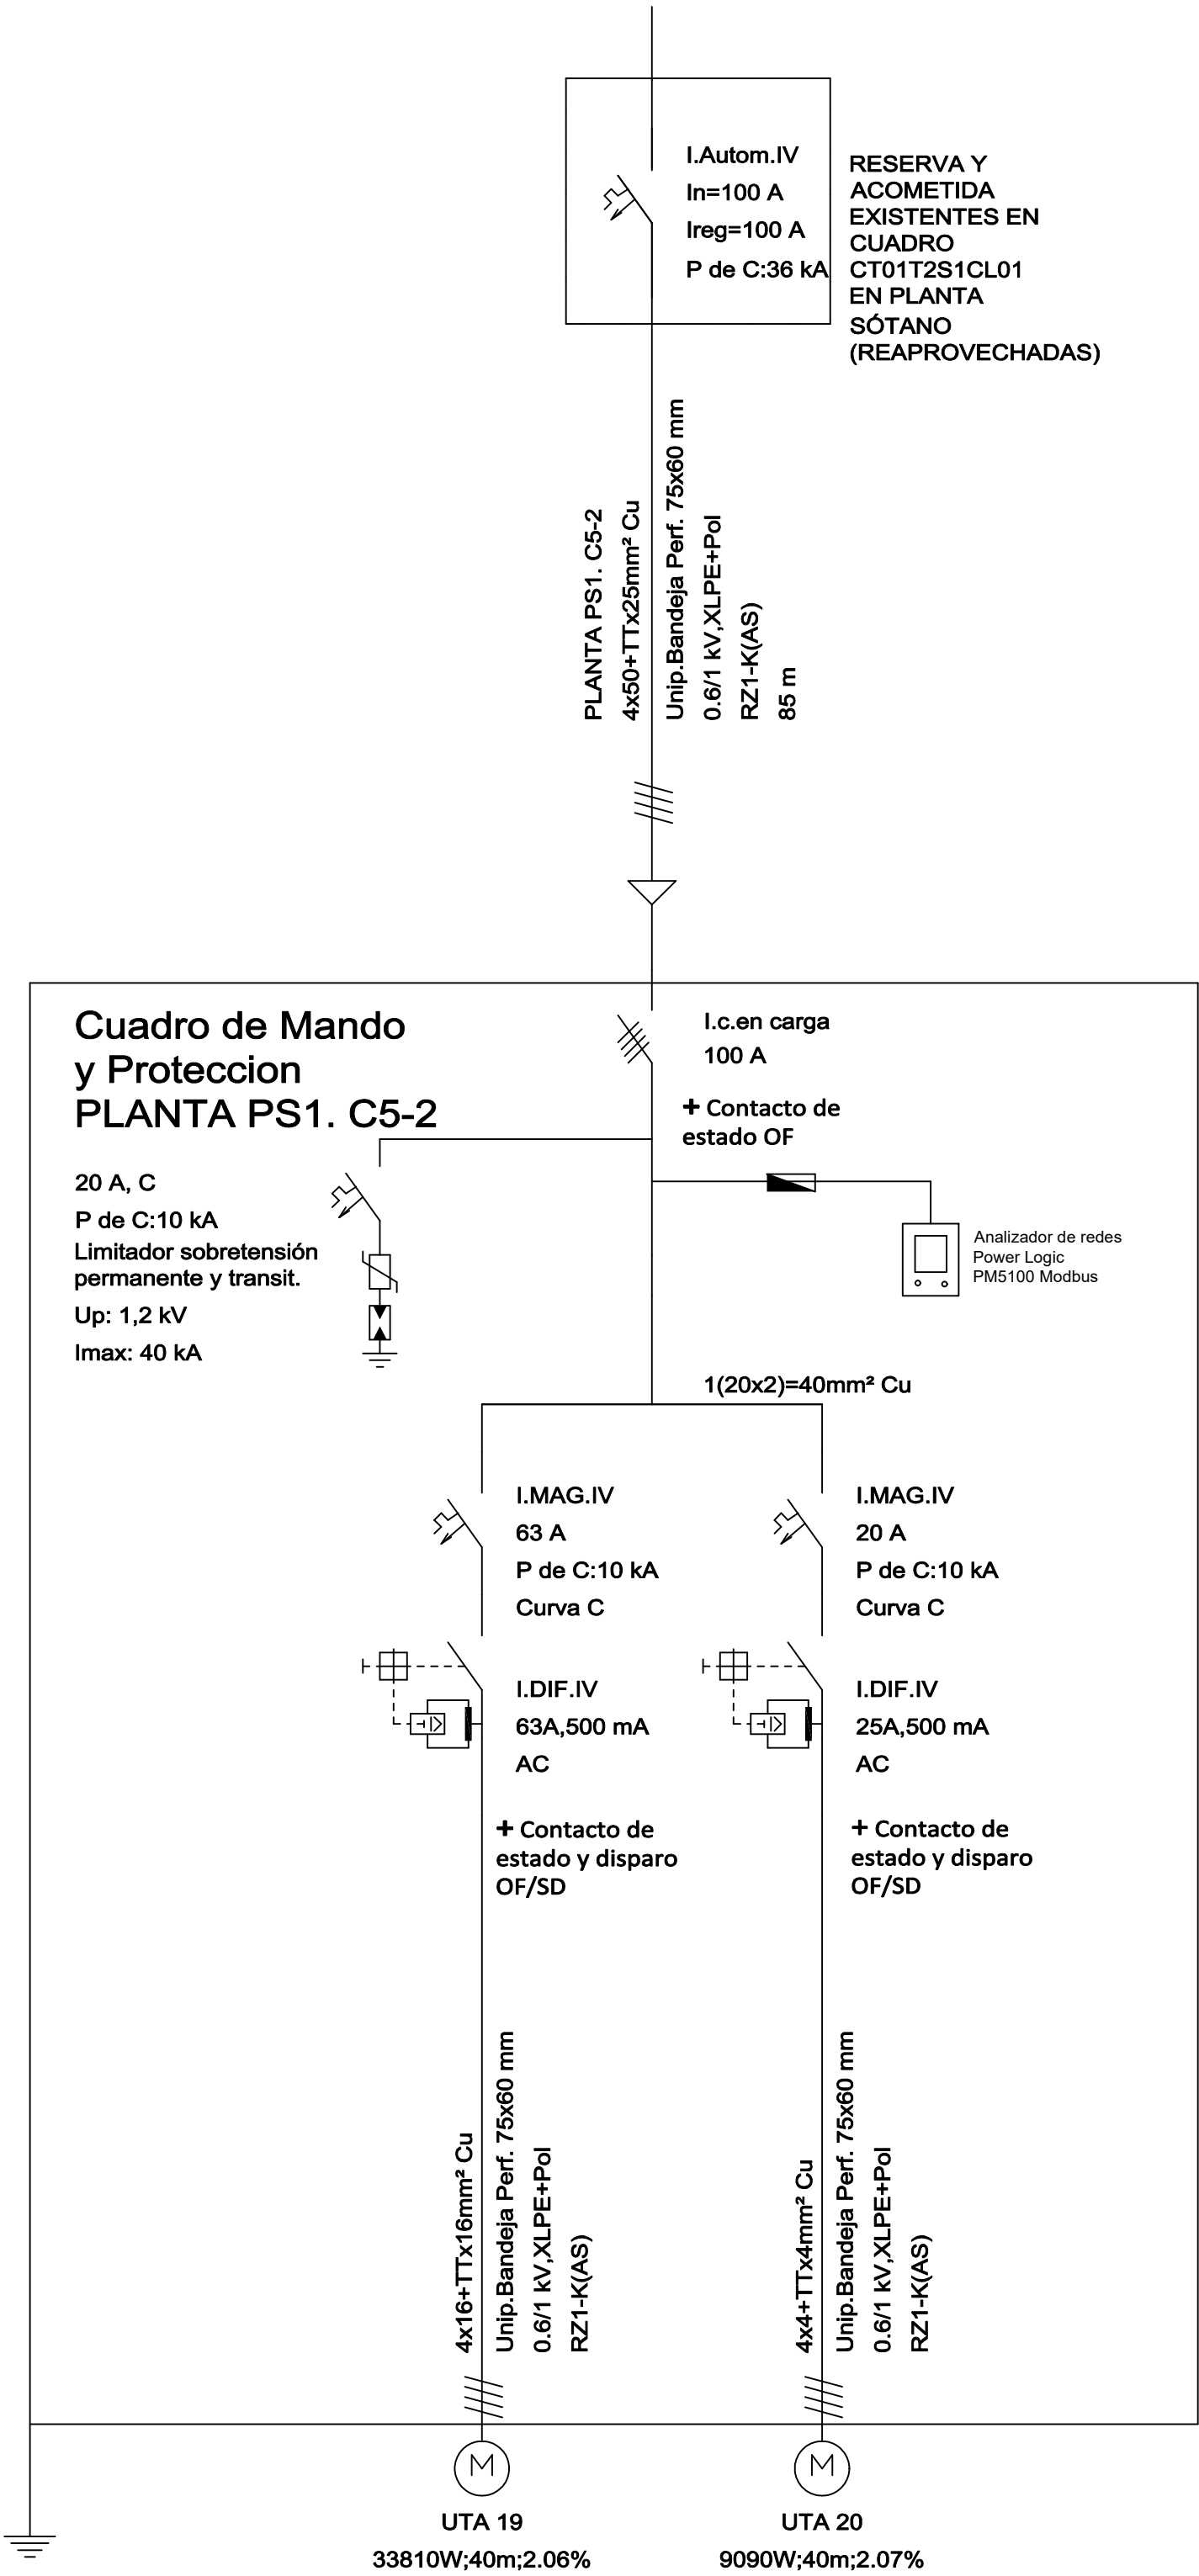 I.Autom.IV
In=100 A
Ireg=100 A
P de C:36 kA
RESERVA Y
ACOMETIDA
EXISTENTES EN
CUADRO
CT01T2S1CL01
EN PLANTA
SÓTANO
(REAPROVECHADAS)
PLANTA PS1. C5-2
4x50+TTx25mm² Cu
Unip.Bandeja Perf. 75x60 mm
0.6/1 kV,XLPE+Pol
RZ1-K(AS)
85 m
Cuadro de Mando
y Proteccion
PLANTA PS1. C5-2
I.c.en carga
100 A
+ Contacto de
estado OF
20 A, C
P de C:10 kA
Limitador sobretensión
permanente y transit.
Up: 1,2 kV
Imax: 40 kA
Analizador de redes
Power Logic
PM5100 Modbus
1(20x2)=40mm² Cu
I.MAG.IV
63 A
P de C:10 kA
Curva C
I.DIF.IV
63A,500 mA
AC
+ Contacto de
estado y disparo
OF/SD
4x16+TTx16mm² Cu
Unip.Bandeja Perf. 75x60 mm
0.6/1 kV,XLPE+Pol
RZ1-K(AS)
M
UTA 19
33810W;40m;2.06%
I.MAG.IV
20 A
P de C:10 kA
Curva C
I.DIF.IV
25A,500 mA
AC
+ Contacto de
estado y disparo
OF/SD
4x4+TTx4mm² Cu
Unip.Bandeja Perf. 75x60 mm
0.6/1 kV,XLPE+Pol
RZ1-K(AS)
M
UTA 20
9090W;40m;2.07%